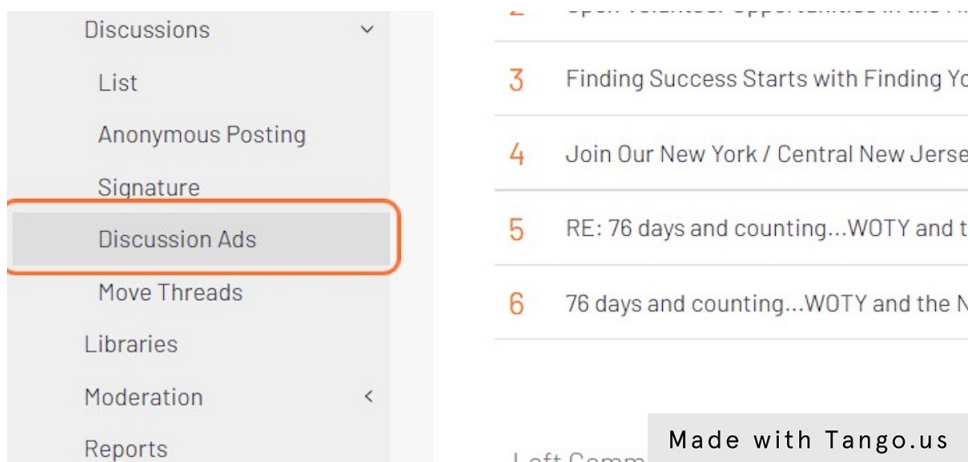 Discussions
List
Anonymous Posting
Signature
Discussion Ads
Move Threads
Libraries
Moderation
Reports
2
3 Finding Success Starts with Finding
4 Join Our New York / Central New
5 RE: 76 days and counting...WOTY and
6 76 days and counting...WOTY and the
Made with Tango.us